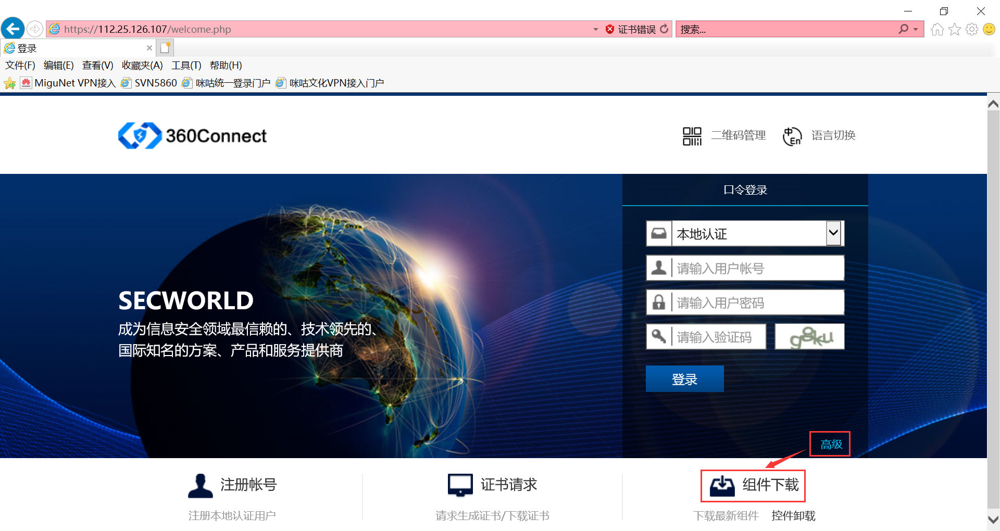 https://112.25.126.107/welcome.php
证书错误
搜索...
登录
文件(F) 编辑(E) 查看(V) 收藏夹(A) 工具(T) 帮助(H)
MiguNet VPN接入 SVN5860 咪咕统一登录门户 咪咕文化VPN接入门户
360Connect
二维码管理
中 En
语言切换
口令登录
本地认证
请输入用户帐号
请输入用户密码
请输入验证码
g8ku
登录
高级
SECWORLD
成为信息安全领域最信赖的、技术领先的、
国际知名的方案、产品和服务提供商
注册帐号
注册本地认证用户
证书请求
请求生成证书/下载证书
组件下载
下载最新组件 控件卸载